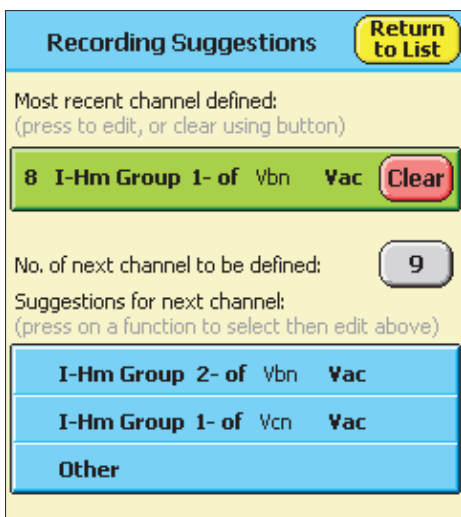 Recording Suggestions
Return
to List
Most recent channel defined:
(press to edit, or clear using button)
8 I-Hm Group 1- of Vbn Vac Clear
No. of next channel to be defined: 9
Suggestions for next channel:
(press on a function to select then edit above)
I-Hm Group 2- of Vbn Vac
I-Hm Group 1- of Vcn Vac
Other